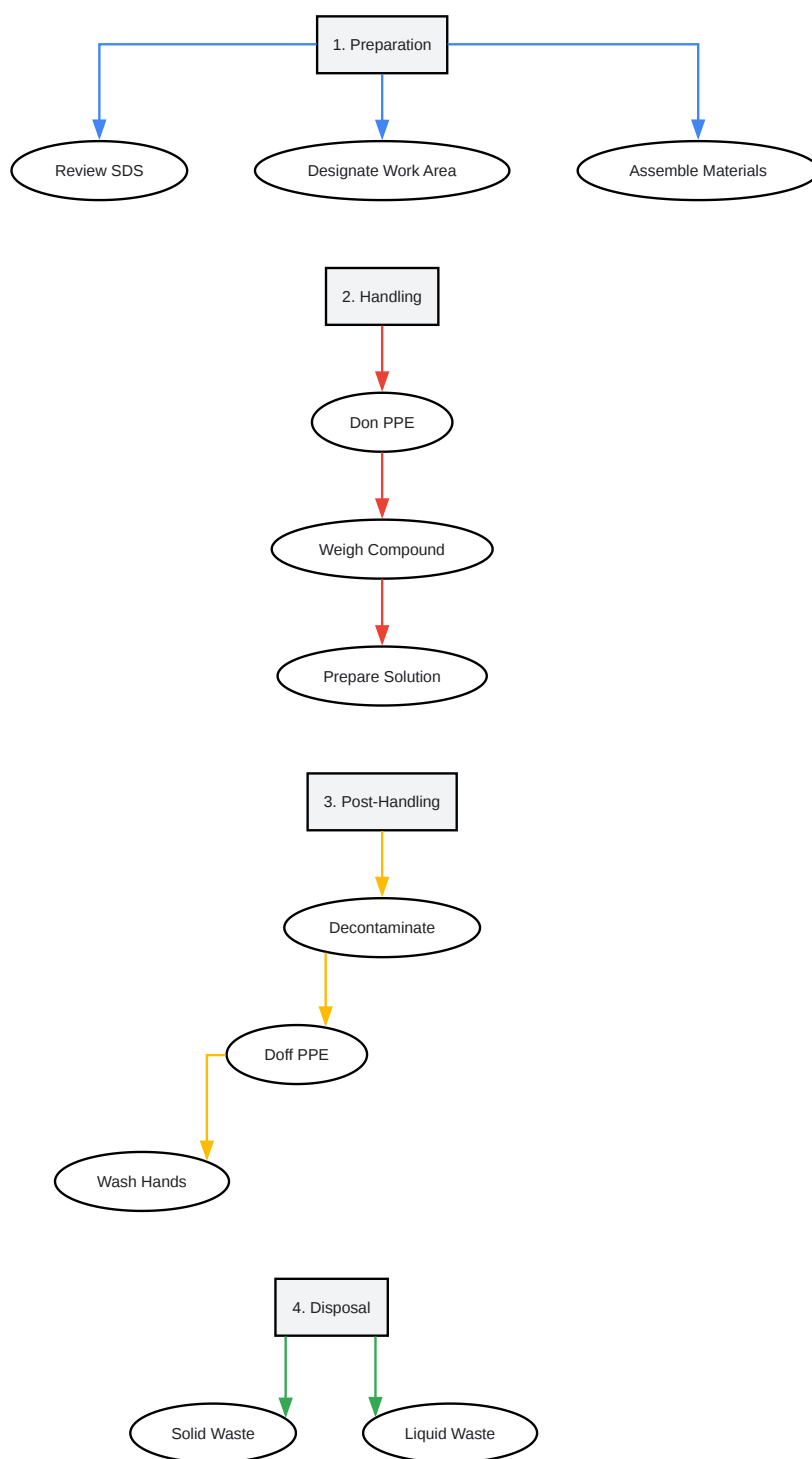 1. Preparation
Review SDS
Designate Work Area
Assemble Materials
2. Handling
Don PPE
Weigh Compound
Prepare Solution
3. Post-Handling
Decontaminate
Doff PPE
Wash Hands
4. Disposal
Solid Waste
Liquid Waste